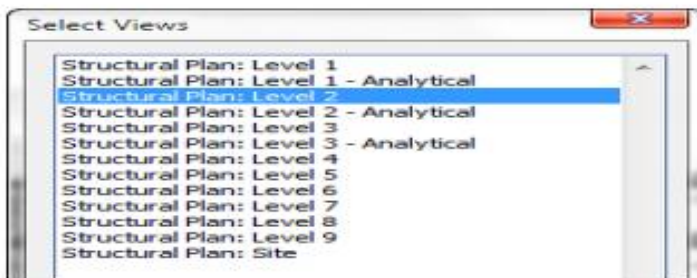 Select Views
Structural Plan: Level 1
Structural Plan: Level 1 - Analytical
Structural Plan: Level 2
Structural Plan: Level 2 - Analytical
Structural Plan: Level 3
Structural Plan: Level 3 - Analytical
Structural Plan: Level 4
Structural Plan: Level 5
Structural Plan: Level 6
Structural Plan: Level 7
Structural Plan: Level 8
Structural Plan: Level 9
Structural Plan: Site